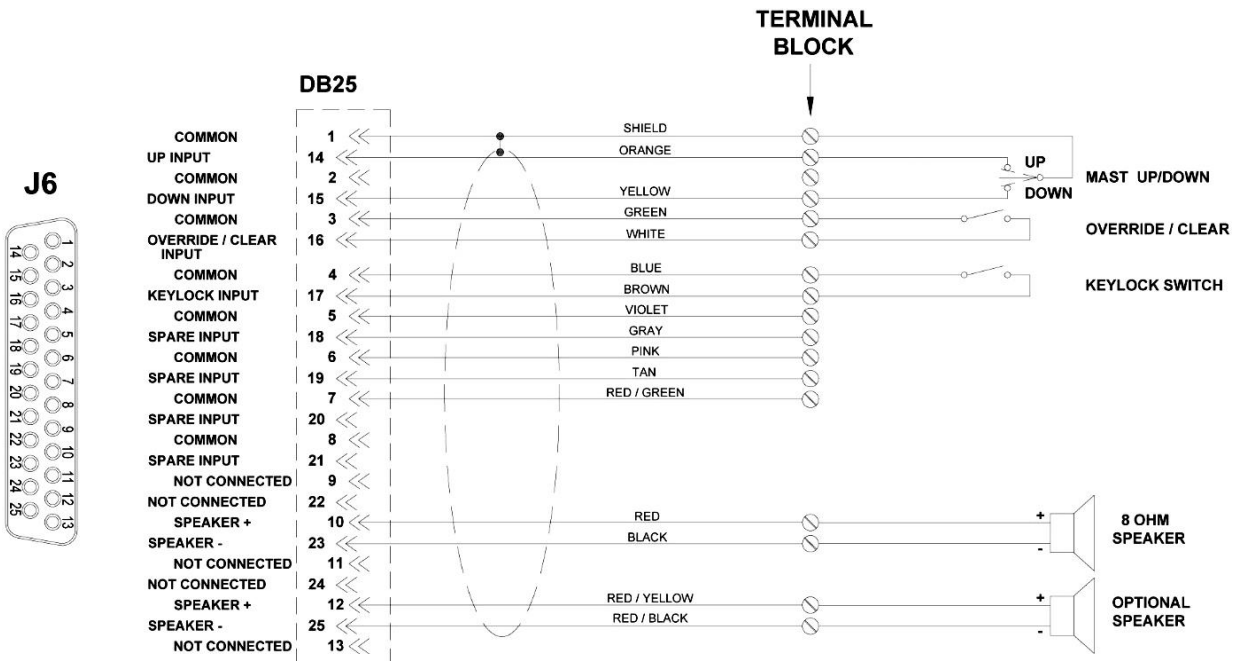 TERMINAL
BLOCK
DB25
J6
1
2
3
4
5
6
7
8
9
10
11
12
13
14
15
16
17
18
19
20
21
22
23
24
25
COMMON 1 SHIELD
UP INPUT 14 ORANGE UP
COMMON 2 MAST UP/DOWN
DOWN INPUT 15 YELLOW DOWN
COMMON 3 GREEN
OVERRIDE / CLEAR 16 WHITE OVERRIDE / CLEAR
INPUT
COMMON 4 BLUE
KEYLOCK INPUT 17 BROWN KEYLOCK SWITCH
COMMON 5 VIOLET
SPARE INPUT 18 GRAY
COMMON 6 PINK
SPARE INPUT 19 TAN
COMMON 7 RED / GREEN
SPARE INPUT 20
COMMON 8
SPARE INPUT 21
NOT CONNECTED 9
NOT CONNECTED 22
SPEAKER + 10 RED + 8 OHM
SPEAKER - 23 BLACK - SPEAKER
NOT CONNECTED 11
NOT CONNECTED 24
SPEAKER + 12 RED / YELLOW + OPTIONAL
SPEAKER - 25 RED / BLACK - SPEAKER
NOT CONNECTED 13